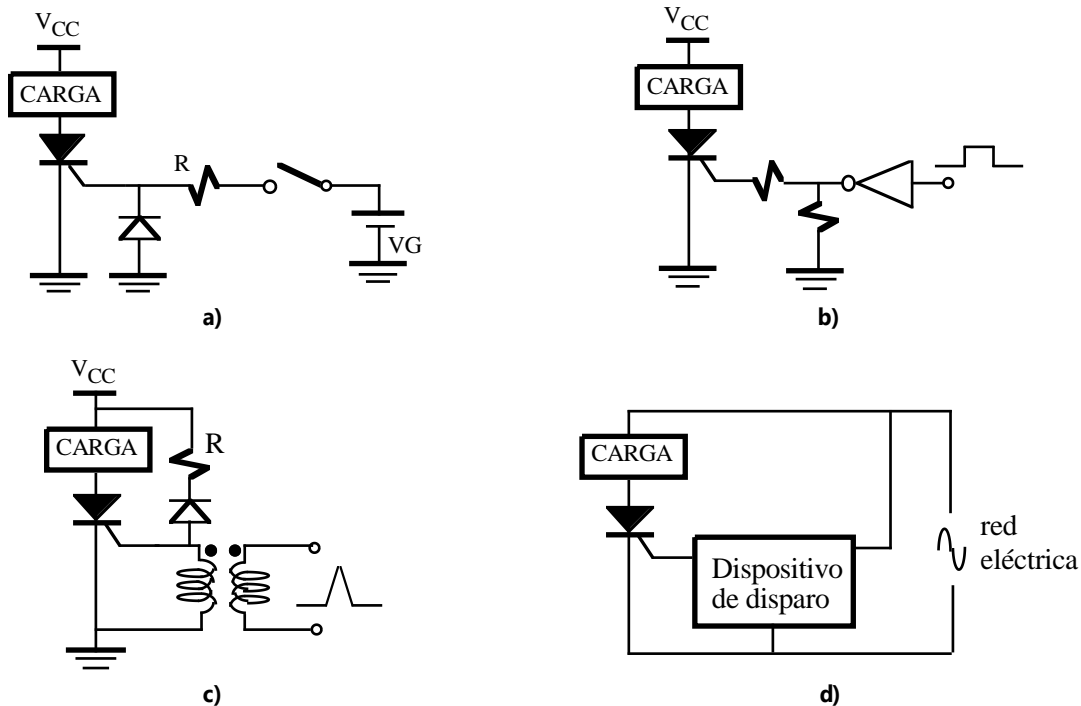 VCC
CARGA
R
VG
a)
VCC
CARGA
b)
VCC
CARGA
R
c)
CARGA
Dispositivo
de disparo
red
eléctrica
d)